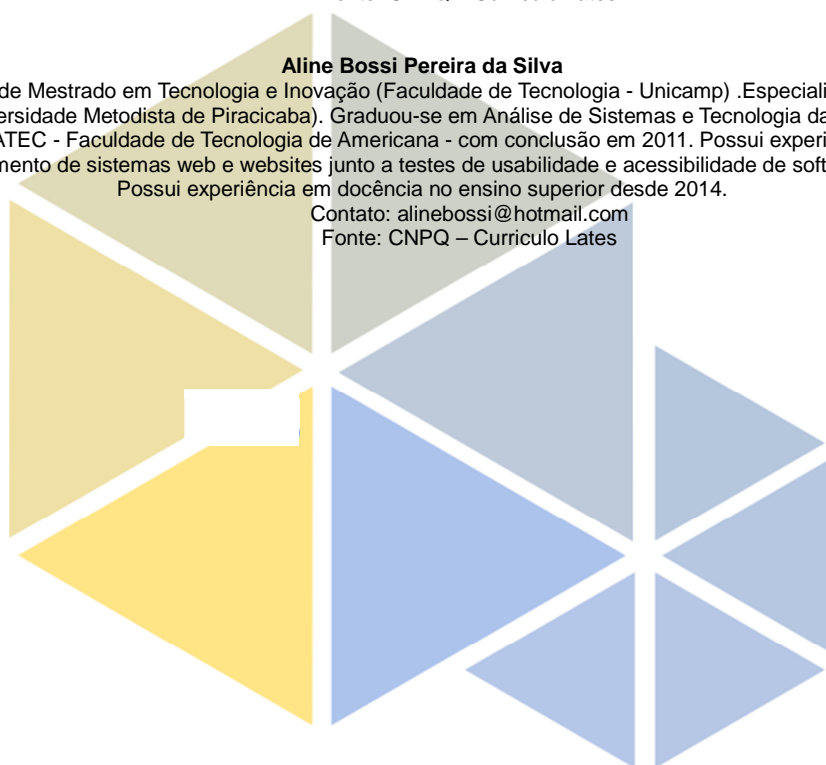 Aline Bossi Pereira da Silva
de Mestrado em Tecnologia e Inovação (Faculdade de Tecnologia - Unicamp) .Especiali
ersidade Metodista de Piracicaba). Graduou-se em Análise de Sistemas e Tecnologia da
ATEC - Faculdade de Tecnologia de Americana - com conclusão em 2011. Possui experi
mento de sistemas web e websites junto a testes de usabilidade e acessibilidade de soft
Possui experiência em docência no ensino superior desde 2014.
Contato: alinebossi@hotmail.com
Fonte: CNPQ – Curriculo Lates